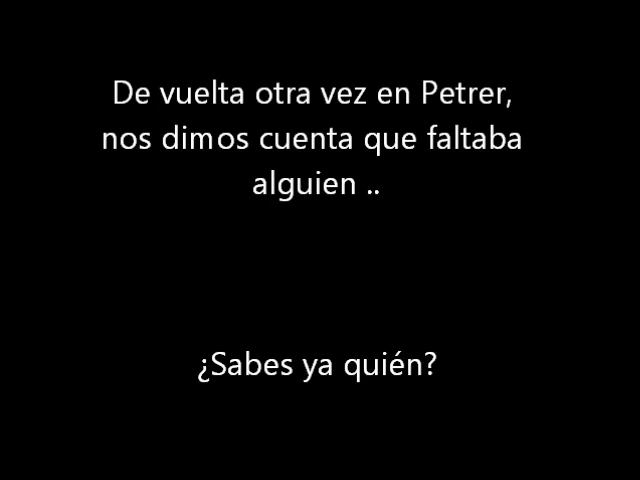 De vuelta otra vez en Petrer,
nos dimos cuenta que faltaba
alguien ..
¿Sabes ya quién?